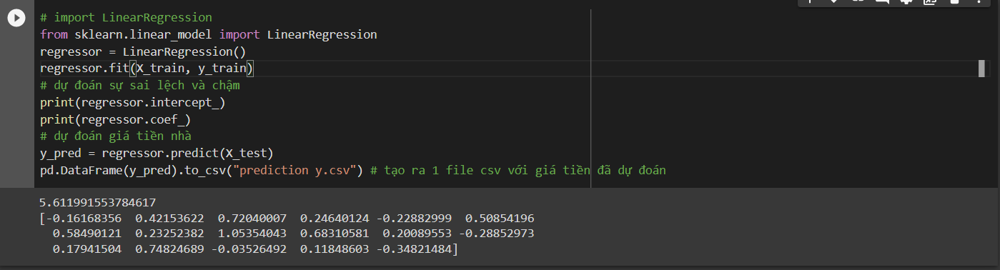 # import LinearRegression
from sklearn.linear_model import LinearRegression
regressor = LinearRegression()
regressor.fit(X_train, y_train)
# dự đoán sự sai lệch và chậm
print(regressor.intercept_)
print(regressor.coef_)
# dự đoán giá tiền nhà
y_pred = regressor.predict(X_test)
pd.DataFrame(y_pred).to_csv("prediction y.csv") # tạo ra 1 file csv với giá tiền đã dự đoán
5.611991553784617
[-0.16168356 0.42153622 0.72040007 0.24640124 -0.22882999 0.50854196
0.58490121 0.23252382 1.05354043 0.68310581 0.20089553 -0.28852973
0.17941504 0.74824689 -0.03526492 0.11848603 -0.34821484]